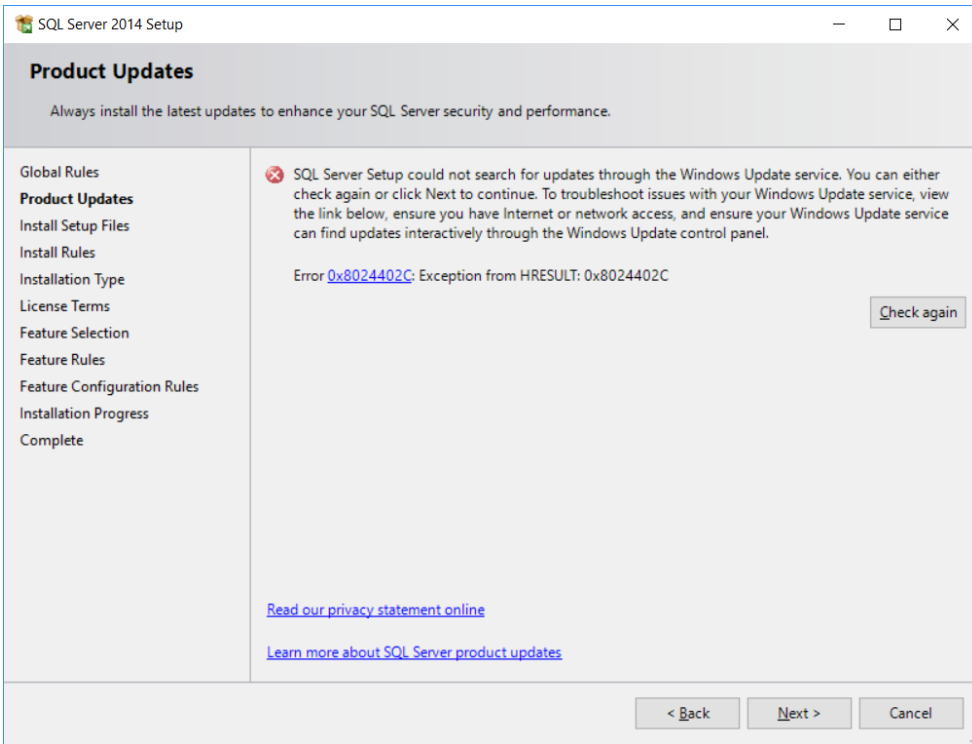 SQL Server 2014 Setup
Product Updates
Always install the latest updates to enhance your SQL Server security and performance.
Global Rules
Product Updates
Install Setup Files
Install Rules
Installation Type
License Terms
Feature Selection
Feature Rules
Feature Configuration Rules
Installation Progress
Complete
SQL Server Setup could not search for updates through the Windows Update service. You can either
check again or click Next to continue. To troubleshoot issues with your Windows Update service, view
the link below, ensure you have Internet or network access, and ensure your Windows Update service
can find updates interactively through the Windows Update control panel.
Error 0x8024402C: Exception from HRESULT: 0x8024402C
Check again
Read our privacy statement online
Learn more about SQL Server product updates
< Back
Next >
Cancel